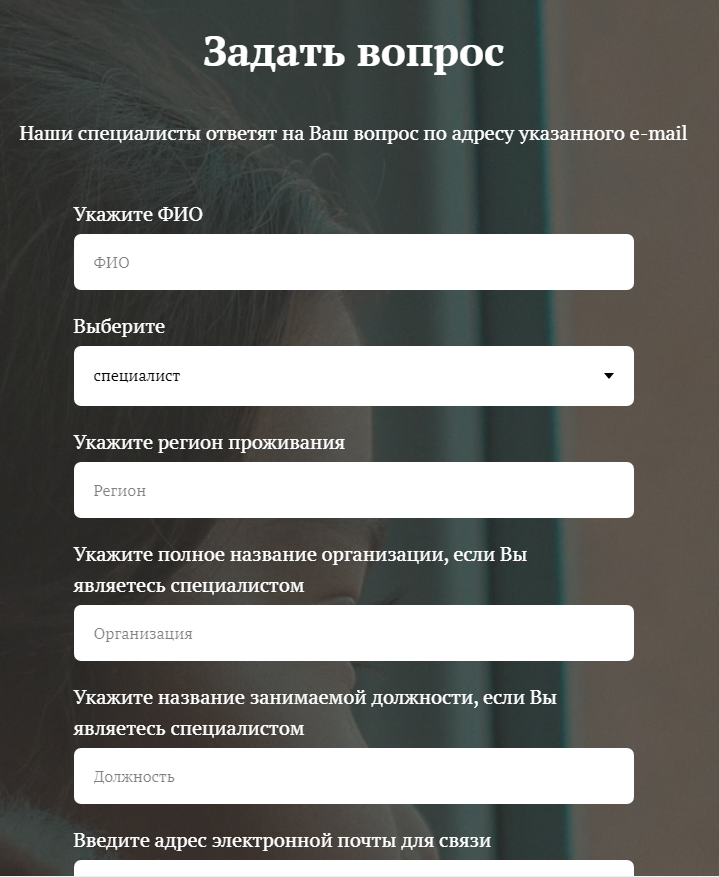 Задать вопрос
Наши специалисты ответят на Ваш вопрос по адресу указанного e-mail
Укажите ФИО
ФИО
Выберите
специалист
Укажите регион проживания
Регион
Укажите полное название организации, если Вы
являетесь специалистом
Организация
Укажите название занимаемой должности, если Вы
являетесь специалистом
Должность
Введите адрес электронной почты для связи